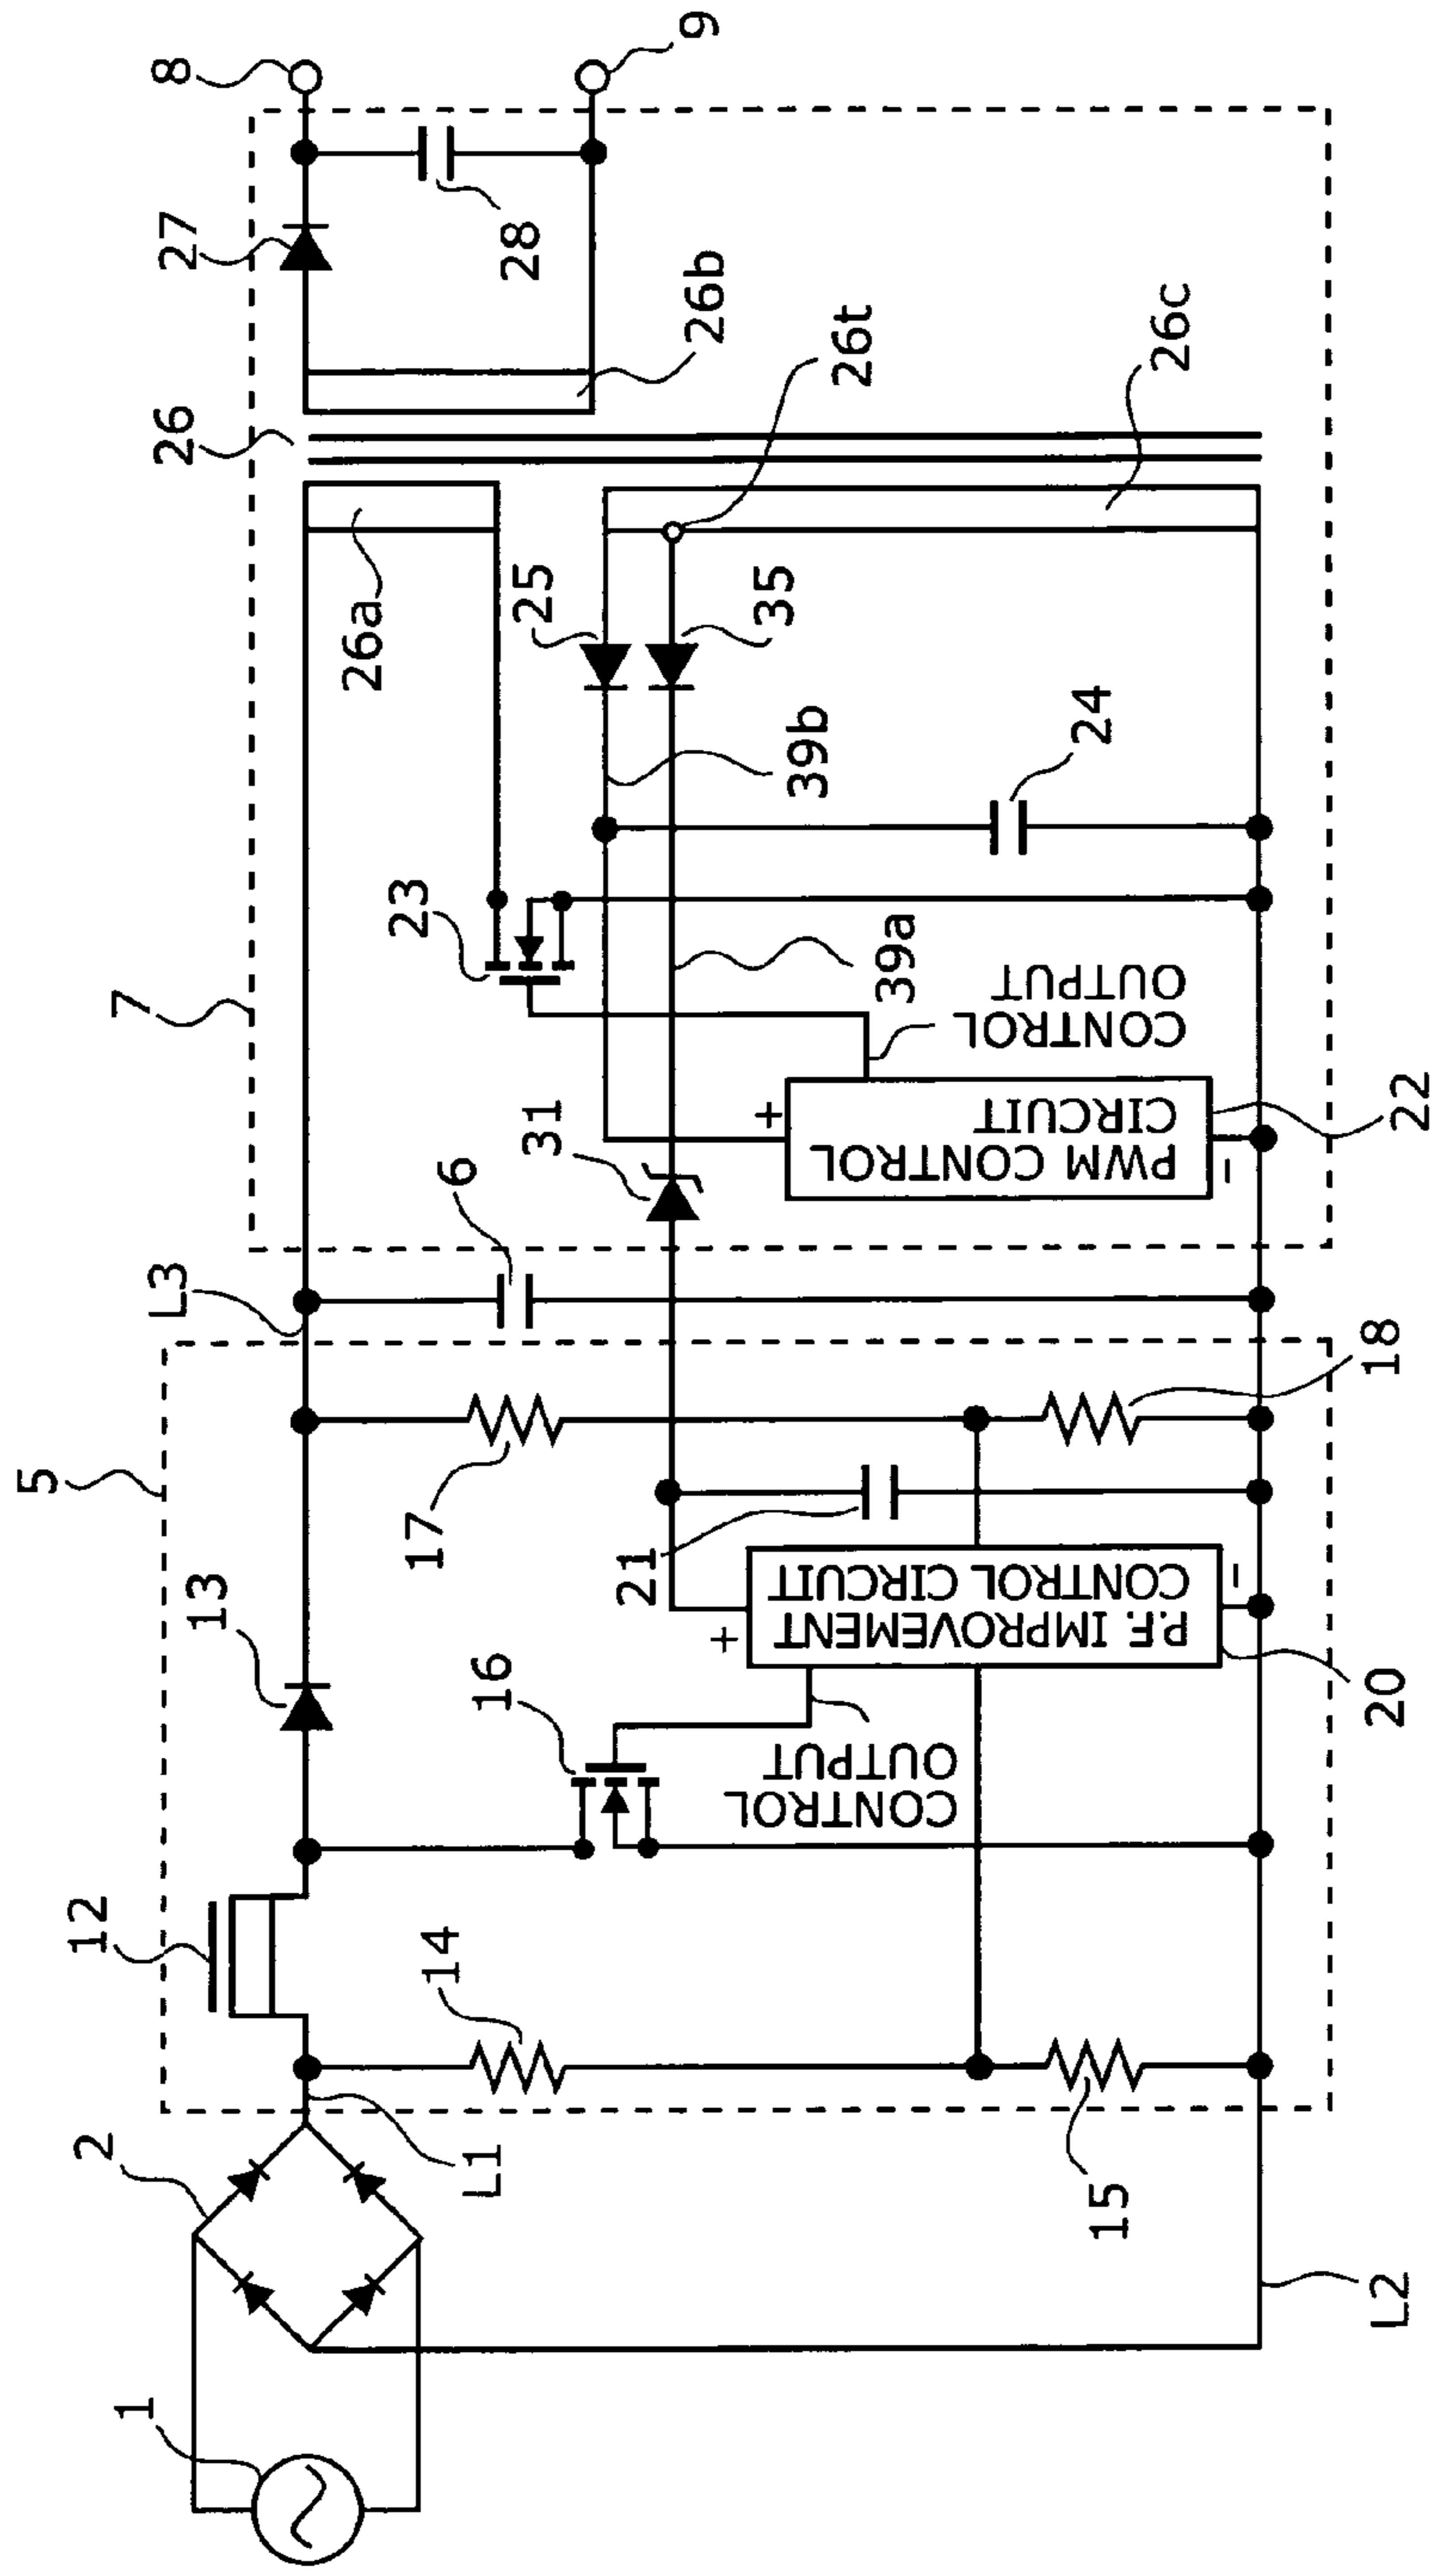 1
2
L1
L2
5
12
14
15
13
16
CONTROL
OUTPUT
P.F. IMPROVEMENT
CONTROL CIRCUIT
+
−
20
21
17
18
L3
6
7
31
PWM CONTROL
CIRCUIT
+
−
22
CONTROL
OUTPUT
23
39a
39b
24
25
35
26a
26
26t
26c
26b
27
28
8
9